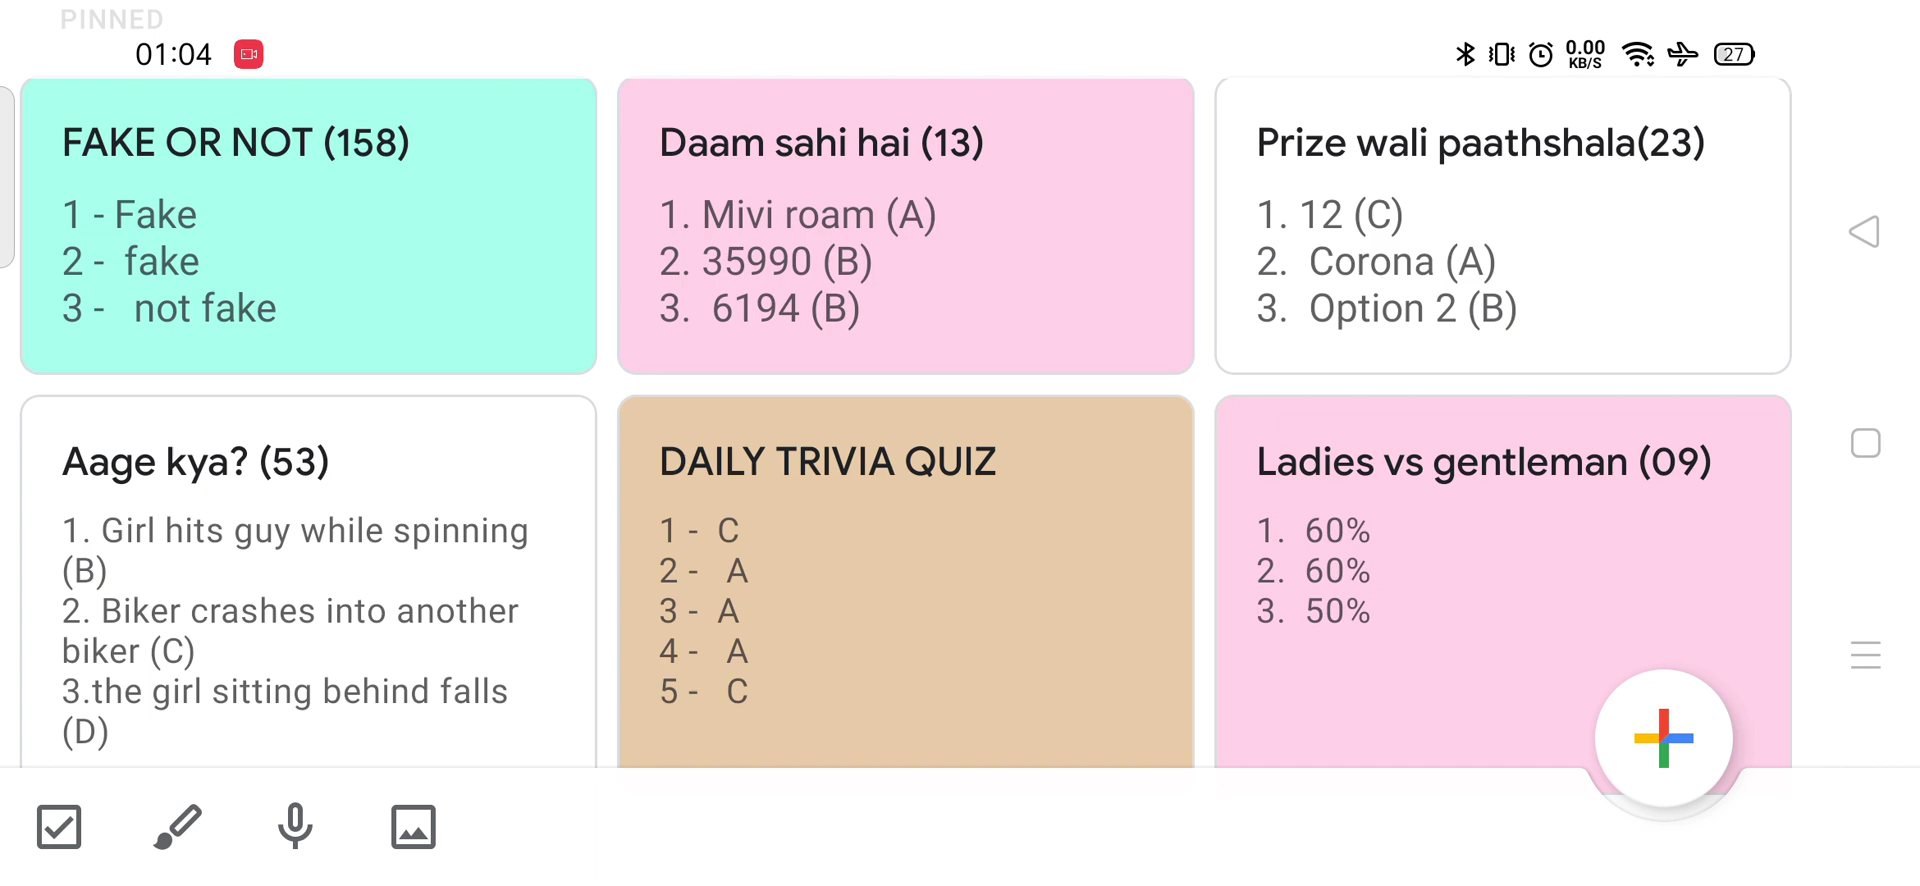 PINNED
01:04
0.00
KB/S
27
FAKE OR NOT (158)
1 - Fake
2 - fake
3 - not fake
Daam sahi hai (13)
1. Mivi roam (A)
2. 35990 (B)
3. 6194 (B)
Prize wali paathshala(23)
1. 12 (C)
2. Corona (A)
3. Option 2 (B)
Aage kya? (53)
1. Girl hits guy while spinning
(B)
2. Biker crashes into another
biker (C)
3.the girl sitting behind falls
(D)
DAILY TRIVIA QUIZ
1 - C
2 - A
3 - A
4 - A
5 - C
Ladies vs gentleman (09)
1. 60%
2. 60%
3. 50%